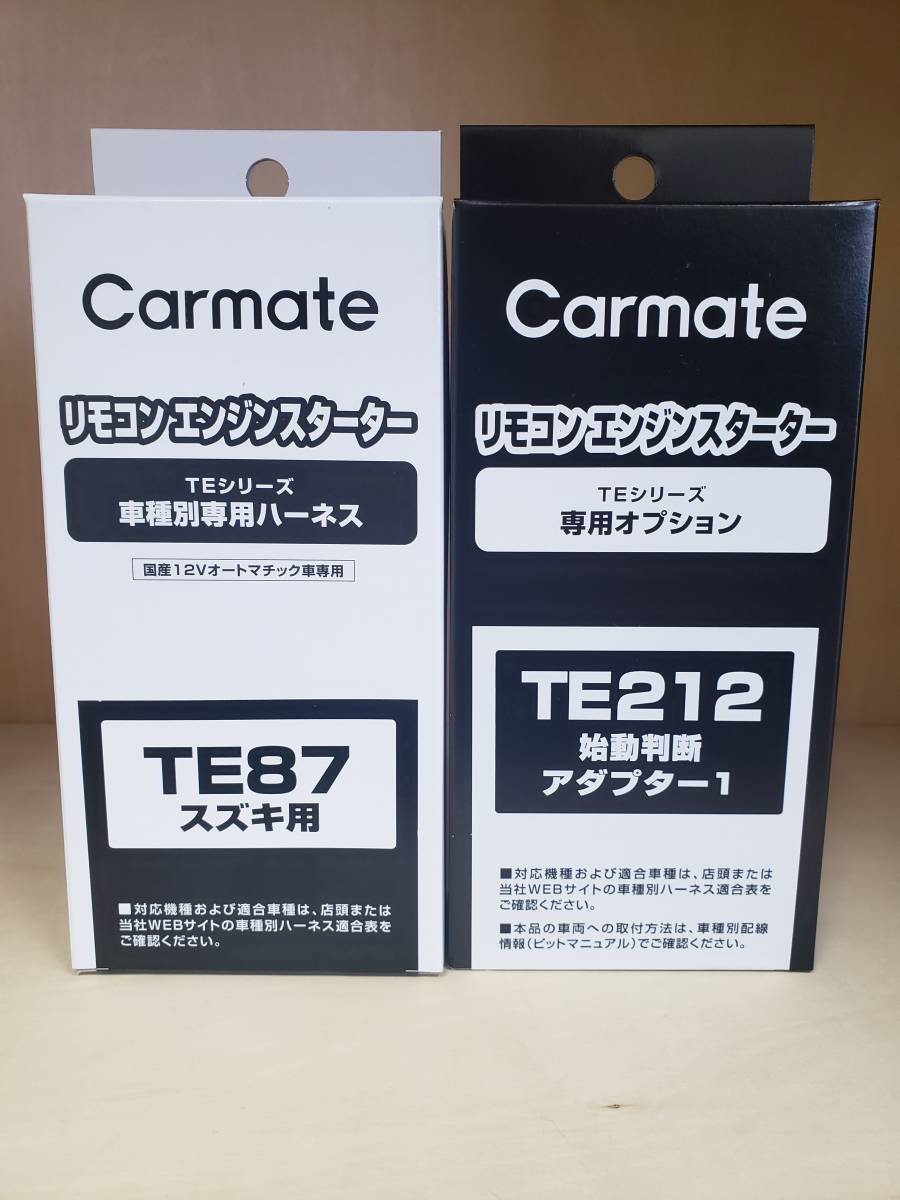 Carmate
リモコン エンジンスターター
TEシリーズ
車種別専用ハーネス
国産12Vオートマチック車専用
TE87
スズキ用
■対応機種および適合車種は、店頭または
当社WEBサイトの車種別ハーネス適合表を
ご確認ください。
Carmate
リモコン エンジンスターター
TEシリーズ
専用オプション
TE212
始動判断
アダプター1
■対応機種および適合車種は、店頭または
当社WEBサイトの車種別ハーネス適合表を
ご確認ください。
■本品の車両への取付方法は、車種別配線
情報(ピットマニュアル)でご確認ください。